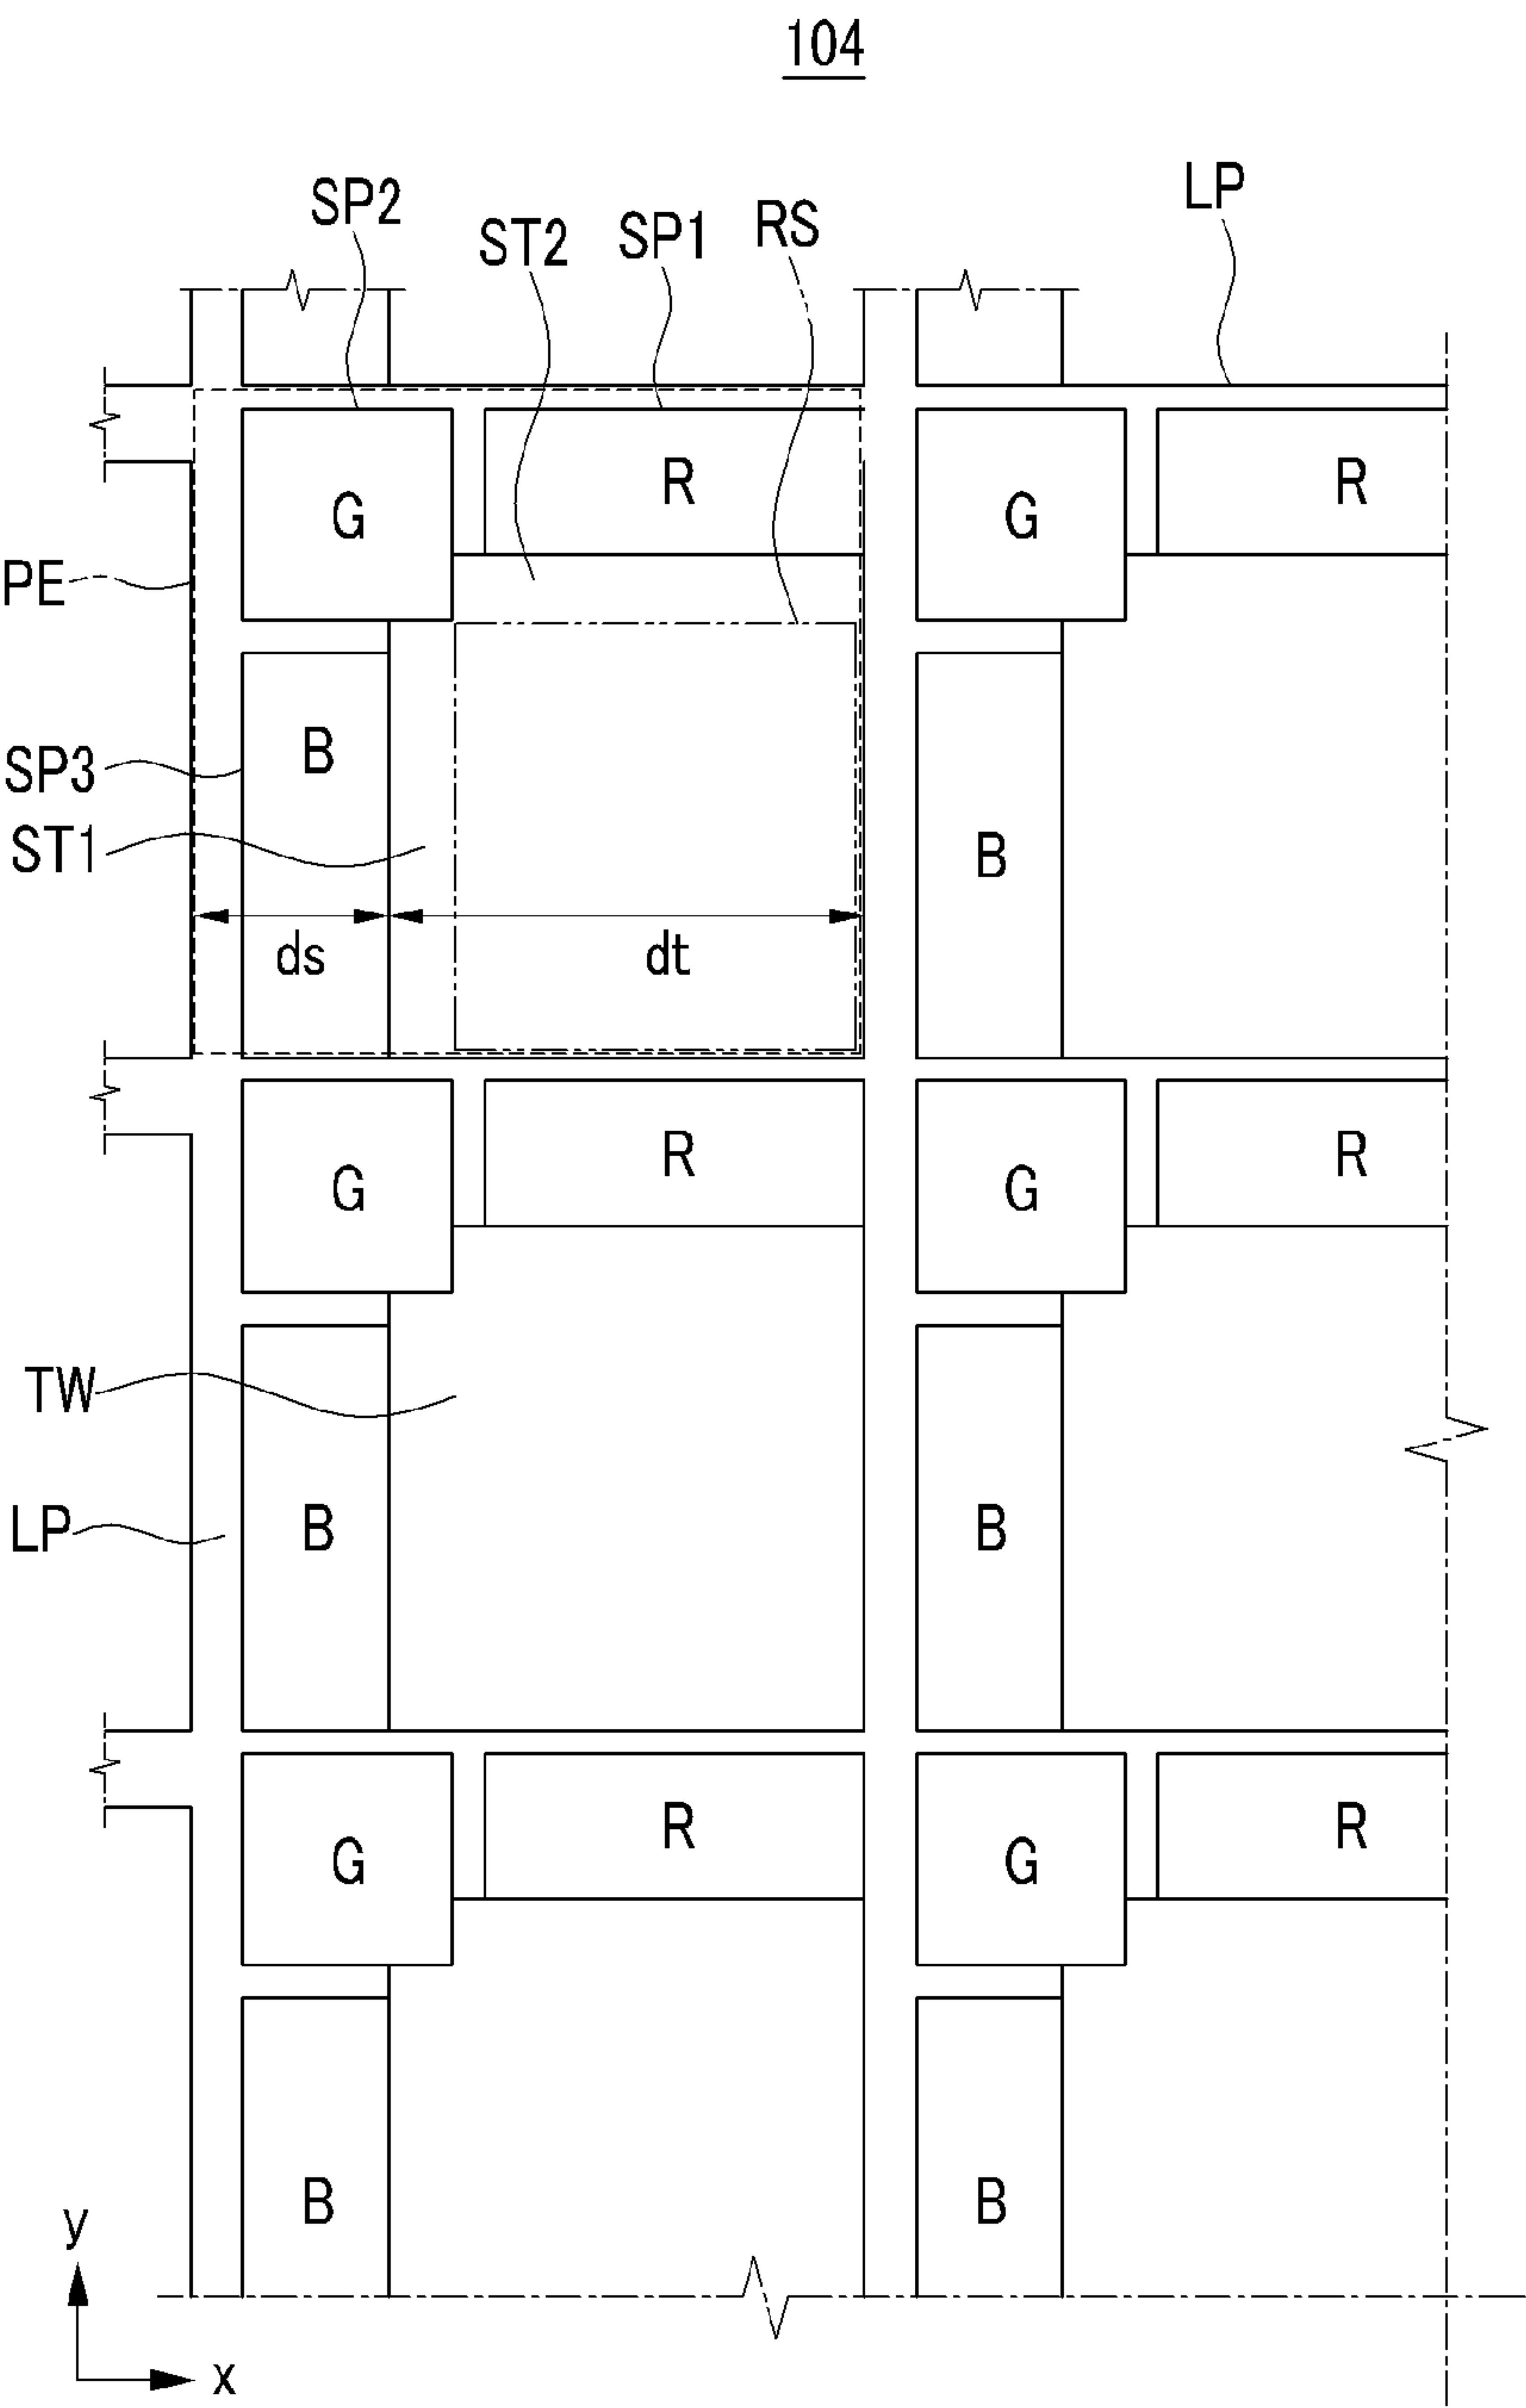 104
SP2 ST2 SP1 RS LP
R R
G G
PE
B
SP3
ST1 B
ds dt
R R
G G
TW
LP B B
R R
G G
B B
y
x